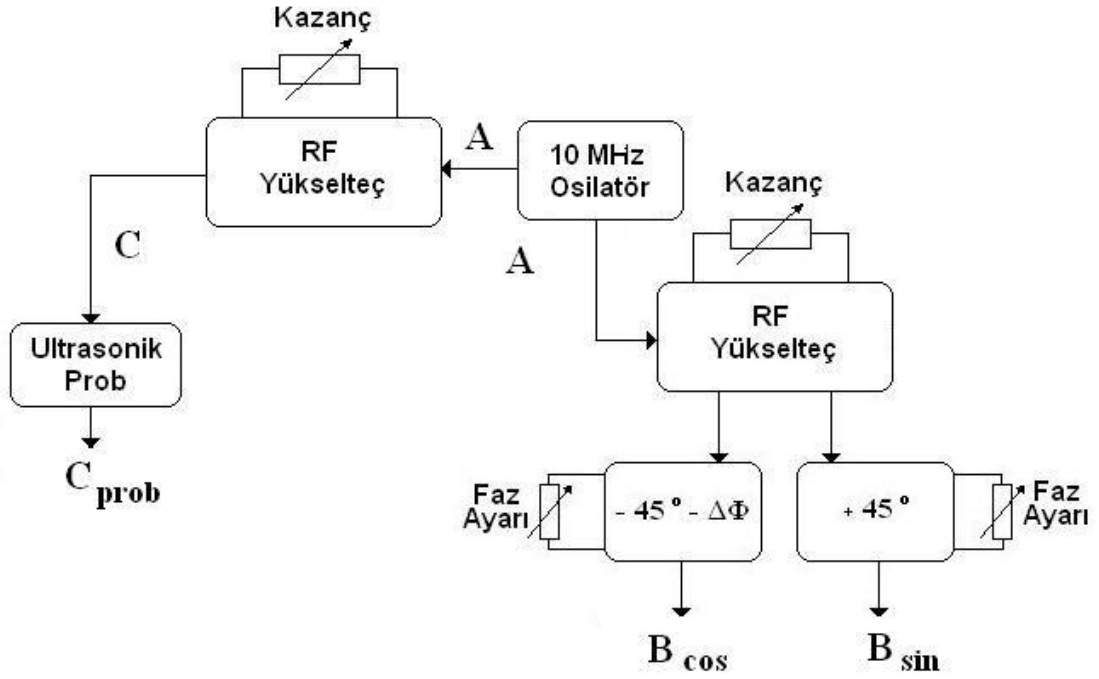 Kazanç
RF
Yükselteç
A
10 MHz
Osilatör
Kazanç
C
A
RF
Yükselteç
Ultrasonik
Prob
C prob
Faz
Ayarı
- 45° - ΔΦ
+ 45°
Faz
Ayarı
B cos
B sin